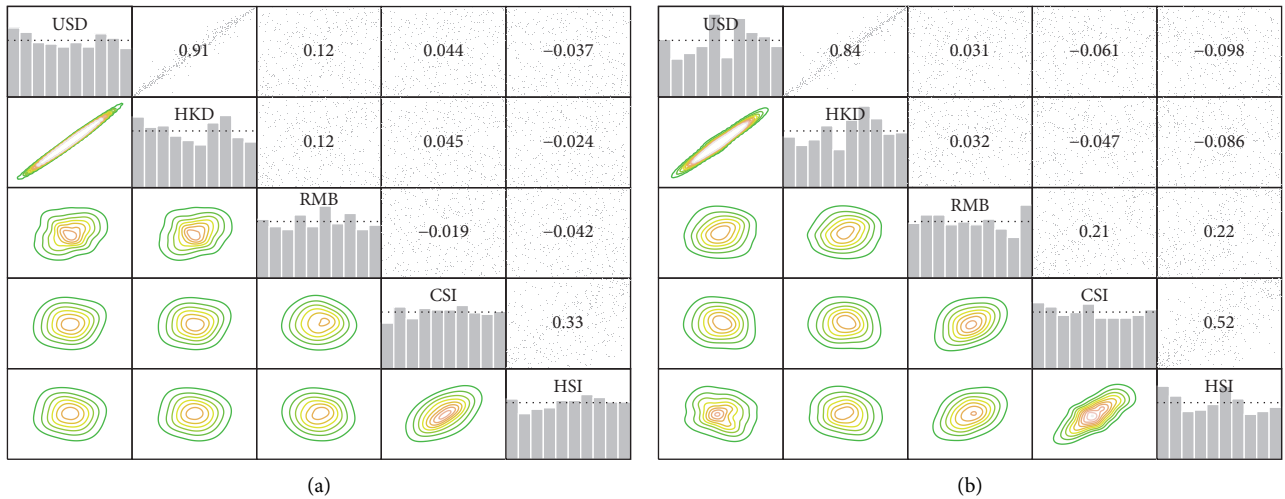 USD
0.91
0.12
0.044
−0.037
HKD
0.12
0.045
−0.024
RMB
−0.019
−0.042
CSI
0.33
HSI
(a)
USD
0.84
0.031
−0.061
−0.098
HKD
0.032
−0.047
−0.086
RMB
0.21
0.22
CSI
0.52
HSI
(b)